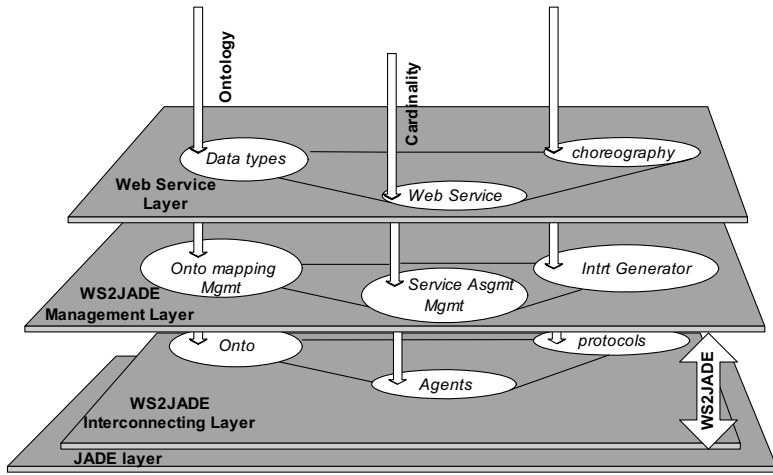 Ontology
Cardinality
Data types
choreography
Web Service
Layer
Web Service
Onto mapping
Mgmt
Service Asgmt
Mgmt
Intrt Generator
WS2JADE
Management Layer
Onto
protocols
Agents
WS2JADE
WS2JADE
Interconnecting Layer
JADE layer